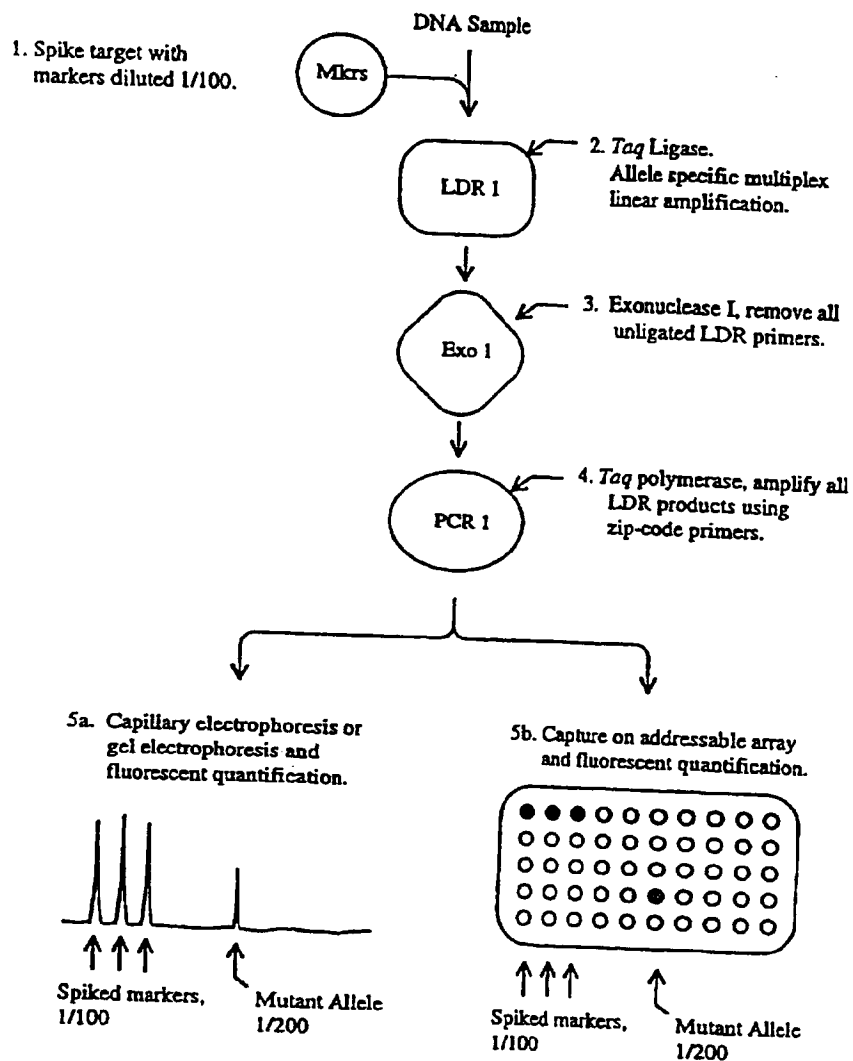 DNA Sample
1. Spike target with
markers diluted 1/100.
Mkrs
2. Taq Ligase.
Allele specific multiplex
linear amplification.
LDR 1
3. Exonuclease I, remove all
unligated LDR primers.
Exo 1
4. Taq polymerase, amplify all
LDR products using
zip-code primers.
PCR 1
5a. Capillary electrophoresis or
gel electrophoresis and
fluorescent quantification.
5b. Capture on addressable array
and fluorescent quantification.
Spiked markers,
1/100
Mutant Allele
1/200
Spiked markers,
1/100
Mutant Allele
1/200